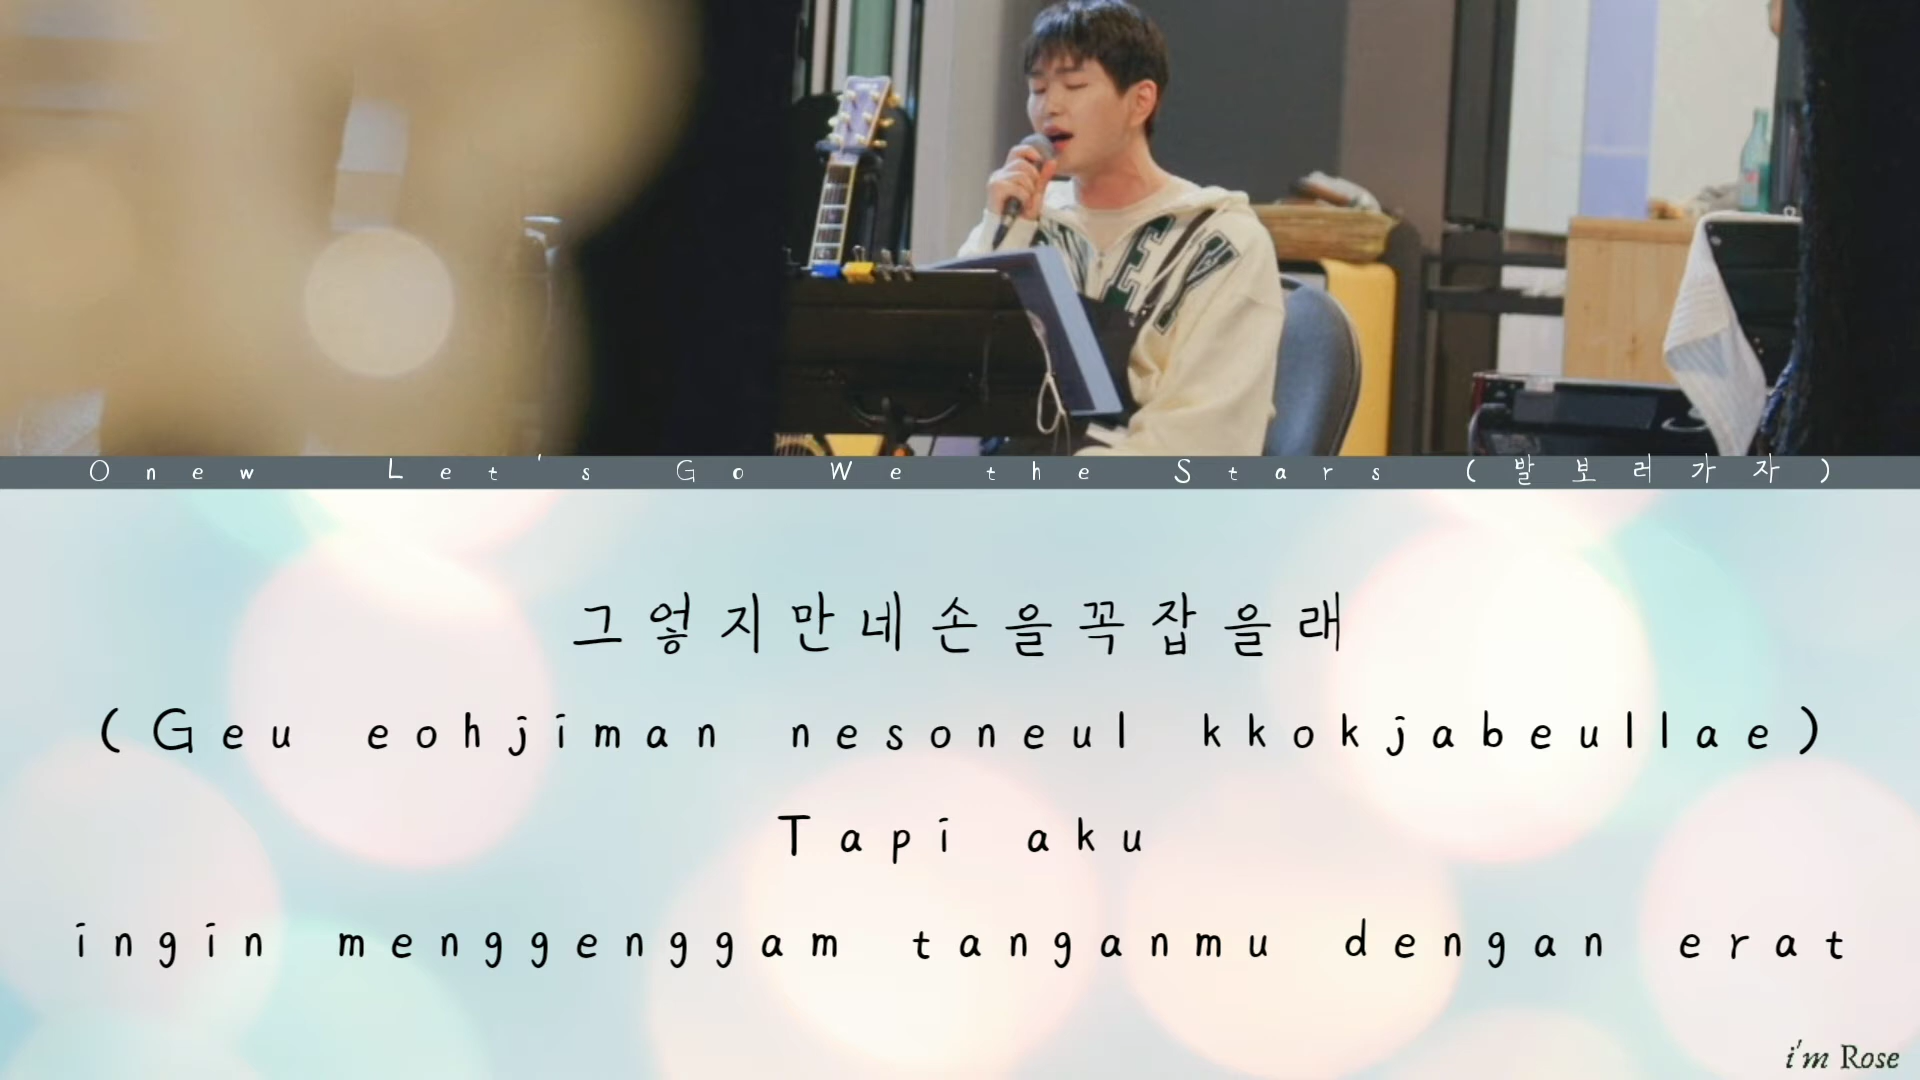 Onew Let's Go We the Stars (발보러가자)
그엏지만네손을꼭잡을래
(Geu eohjiman nesoneul kkokjabeullae)
Tapi aku
ingin menggenggam tanganmu dengan erat
i'm Rose